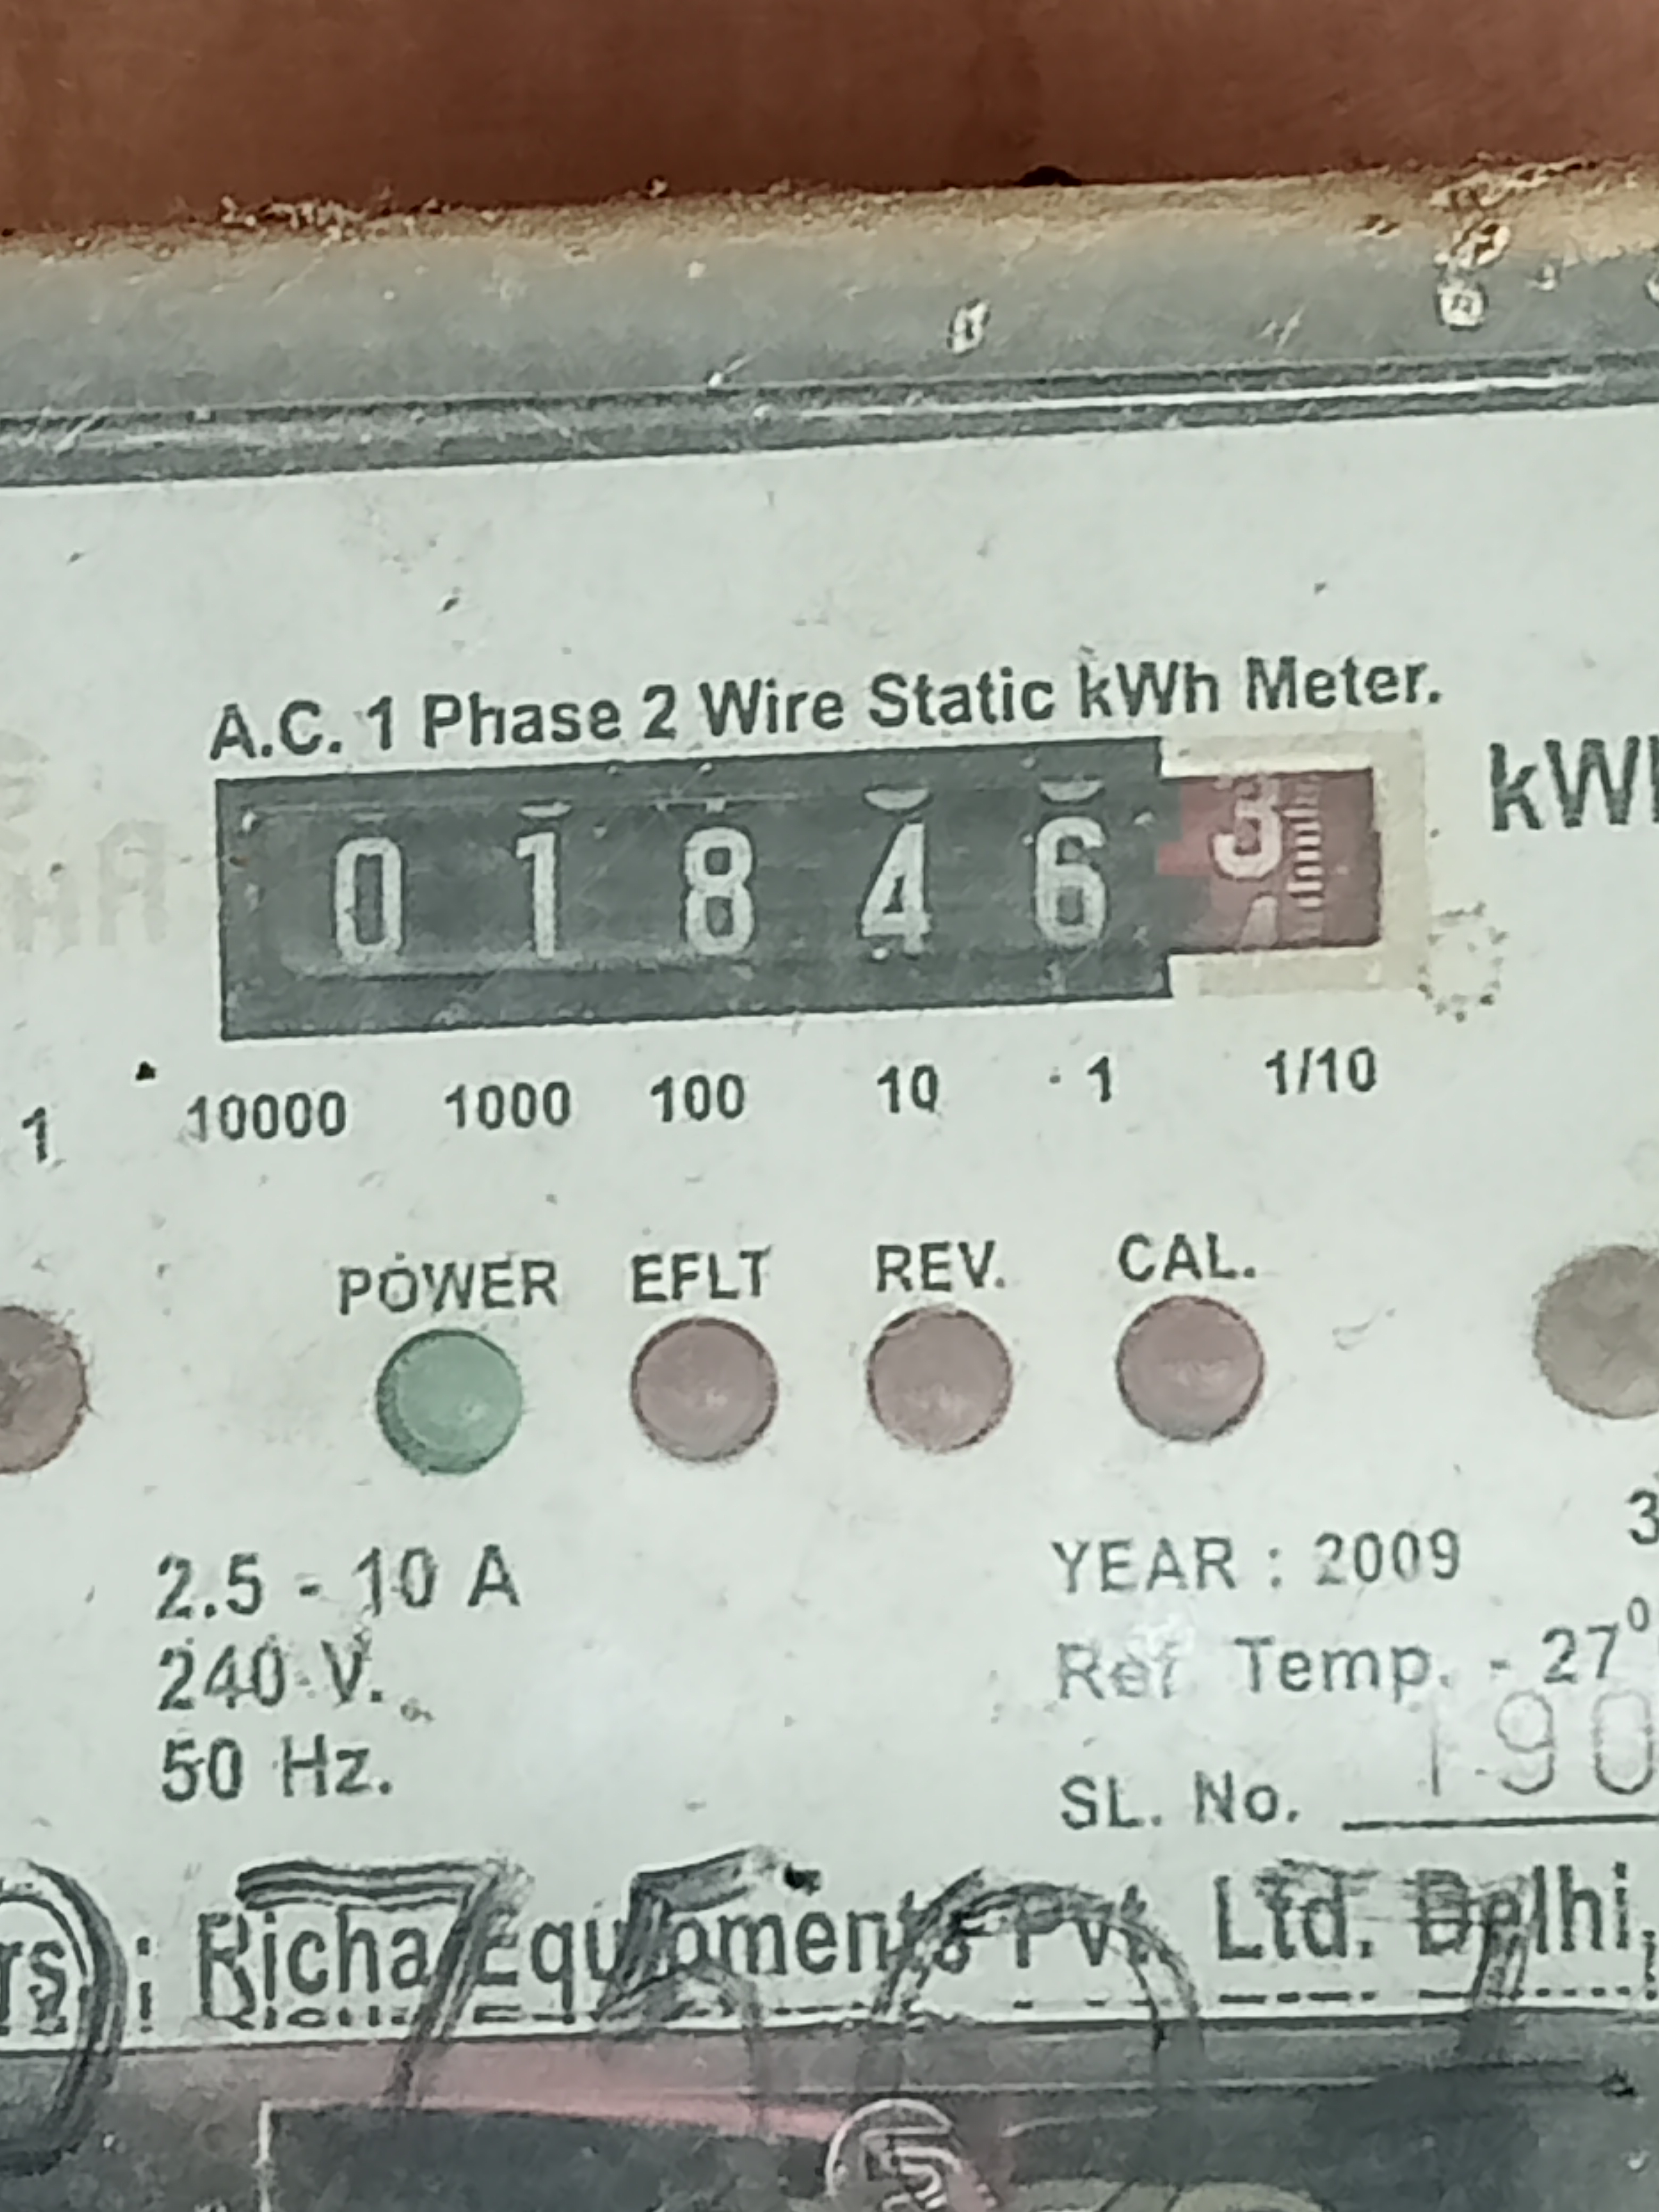 A.C. 1 Phase 2 Wire Static kWh Meter.
0 1 8 4 6 3
1 10000 1000 100 10 1 1/10
POWER EFLT REV. CAL.
2.5 - 10 A
240 V.
50 Hz.
YEAR : 2009
Ref Temp. - 27°
SL. No. 190
Richa Equipments Pvt. Ltd. Delhi,